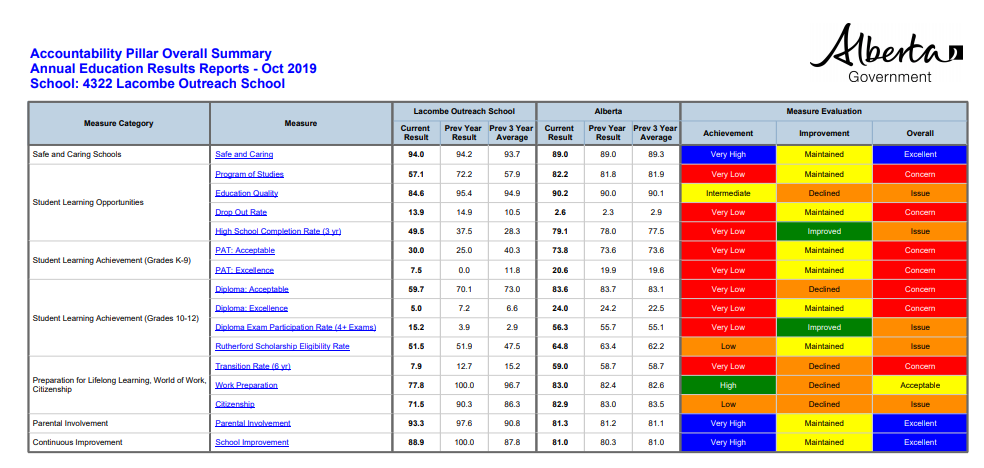 Alberta
Government
Accountability Pillar Overall Summary
Annual Education Results Reports - Oct 2019
School: 4322 Lacombe Outreach School
Measure Category Measure Lacombe Outreach School Alberta Measure Evaluation
Current Result Prev Year Result Prev 3 Year Average Current Result Prev Year Result Prev 3 Year Average Achievement Improvement Overall
Safe and Caring Schools Safe and Caring 94.0 94.2 93.7 89.0 89.0 89.3 Very High Maintained Excellent
Student Learning Opportunities Program of Studies 57.1 72.2 57.9 82.2 81.8 81.9 Very Low Maintained Concern
Education Quality 84.6 95.4 94.9 90.2 90.0 90.1 Intermediate Declined Issue
Drop Out Rate 13.9 14.9 10.5 2.6 2.3 2.9 Very Low Maintained Concern
High School Completion Rate (3 yr) 49.5 37.5 28.3 79.1 78.0 77.5 Very Low Improved Issue
Student Learning Achievement (Grades K-9) PAT: Acceptable 30.0 25.0 40.3 73.8 73.6 73.6 Very Low Maintained Concern
PAT: Excellence 7.5 0.0 11.8 20.6 19.9 19.6 Very Low Maintained Concern
Student Learning Achievement (Grades 10-12) Diploma: Acceptable 59.7 70.1 73.0 83.6 83.7 83.1 Very Low Declined Concern
Diploma: Excellence 5.0 7.2 6.6 24.0 24.2 22.5 Very Low Maintained Concern
Diploma Exam Participation Rate (4+ Exams) 15.2 3.9 2.9 56.3 55.7 55.1 Very Low Improved Issue
Rutherford Scholarship Eligibility Rate 51.5 51.9 47.5 64.8 63.4 62.2 Low Maintained Issue
Preparation for Lifelong Learning, World of Work, Citizenship Transition Rate (6 yr) 7.9 12.7 15.2 59.0 58.7 58.7 Very Low Declined Concern
Work Preparation 77.8 100.0 96.7 83.0 82.4 82.6 High Declined Acceptable
Citizenship 71.5 90.3 86.3 82.9 83.0 83.5 Low Declined Issue
Parental Involvement Parental Involvement 93.3 97.6 90.8 81.3 81.2 81.1 Very High Maintained Excellent
Continuous Improvement School Improvement 88.9 100.0 87.8 81.0 80.3 81.0 Very High Maintained Excellent